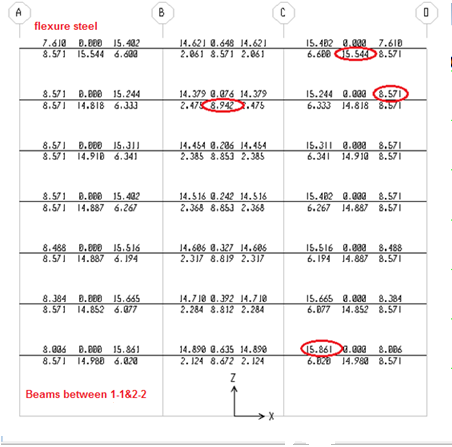 A B C D
flexure steel
7.610 0.000 15.402 14.621 0.648 14.621 15.402 0.000 7.610
8.571 15.544 6.600 2.061 8.571 2.061 6.600 15.544 8.571
8.571 0.000 15.244 14.379 0.076 14.379 15.244 0.000 8.571
8.571 14.818 6.333 2.475 8.942 2.475 6.333 14.818 8.571
8.571 0.000 15.311 14.454 0.206 14.454 15.311 0.000 8.571
8.571 14.910 6.341 2.385 8.853 2.385 6.341 14.910 8.571
8.571 0.000 15.402 14.516 0.242 14.516 15.402 0.000 8.571
8.571 14.887 6.267 2.368 8.853 2.368 6.267 14.887 8.571
8.488 0.000 15.516 14.606 0.327 14.606 15.516 0.000 8.488
8.571 14.887 6.194 2.317 8.819 2.317 6.194 14.887 8.571
8.384 0.000 15.665 14.710 0.392 14.710 15.665 0.000 8.384
8.571 14.852 6.077 2.284 8.812 2.284 6.077 14.852 8.571
8.006 0.000 15.861 14.890 0.635 14.890 15.861 0.000 8.006
8.571 14.980 6.020 2.124 8.672 2.124 6.020 14.980 8.571
Z
Beams between 1-1&2-2
X